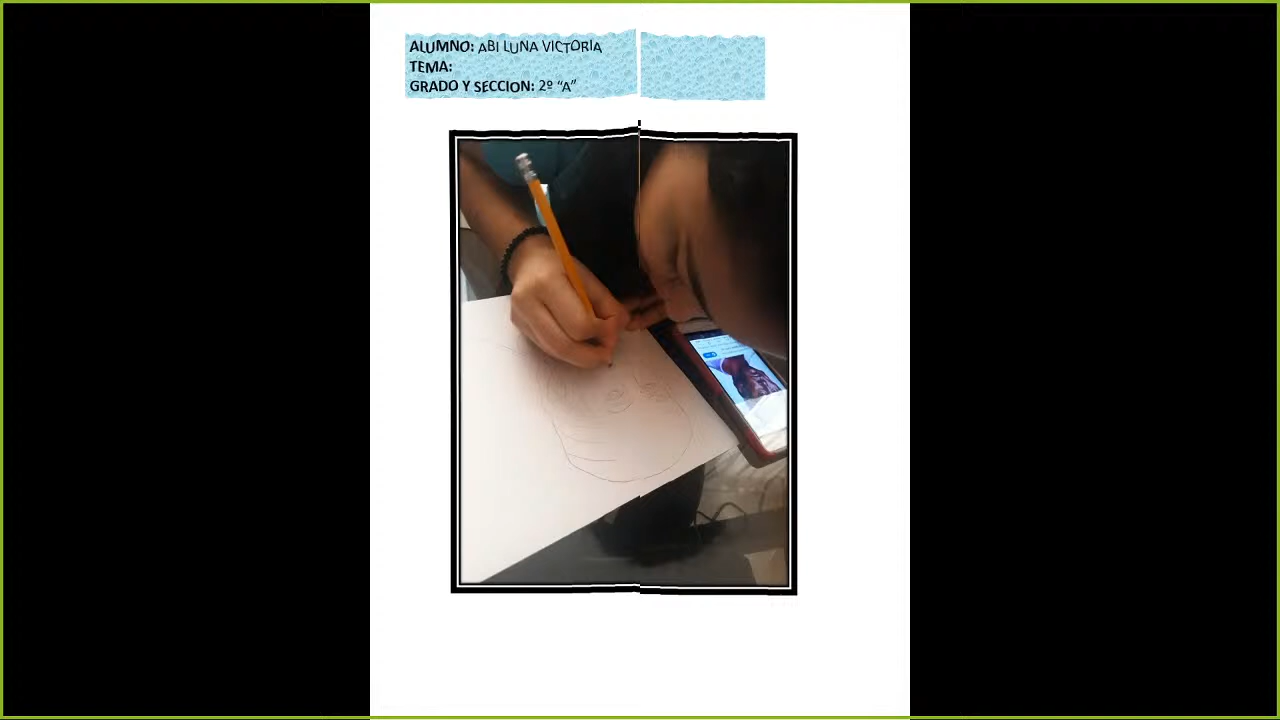 ALUMNO: ABI LUNA VICTORIA
TEMA:
GRADO Y SECCION: 2º “A”